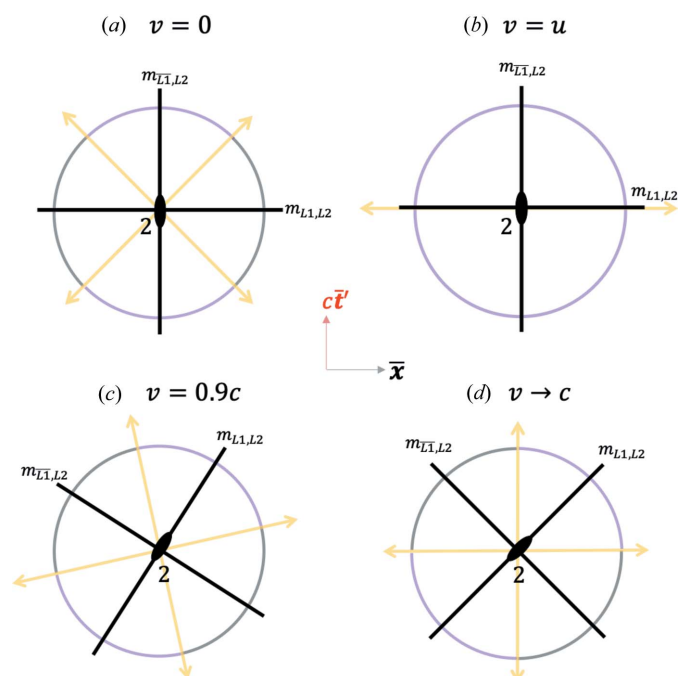 (a) v = 0
(b) v = u
m_{\overline{L1},L2}
m_{\overline{L1},L2}
m_{L1,L2}
m_{L1,L2}
2
2
c\bar{t}′
\bar{x}
(c) v = 0.9c
(d) v → c
m_{L1,L2}
m_{\overline{L1},L2}
m_{L1,L2}
m_{\overline{L1},L2}
2
2